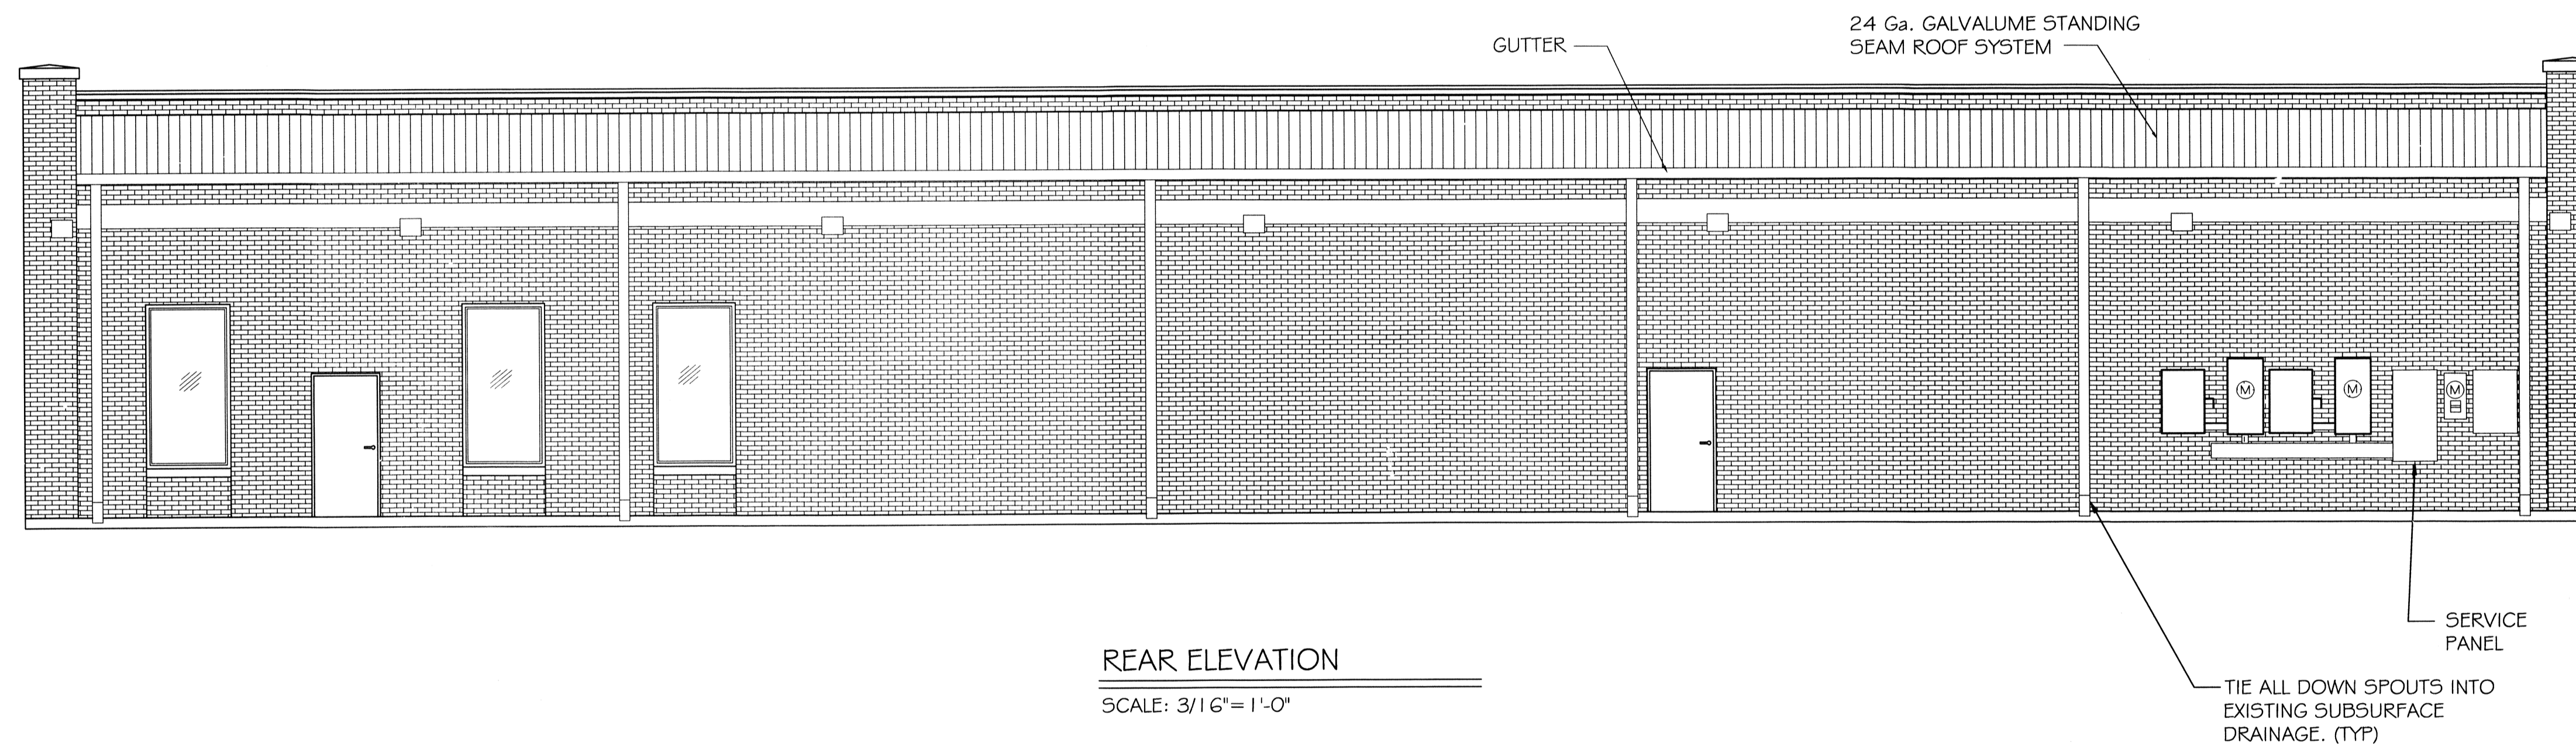 24 Ga. GALVALUME STANDING
SEAM ROOF SYSTEM
GUTTER
M
M
M
SERVICE
PANEL
REAR ELEVATION
SCALE: 3/16"=1'-0"
TIE ALL DOWN SPOUTS INTO
EXISTING SUBSURFACE
DRAINAGE. (TYP)